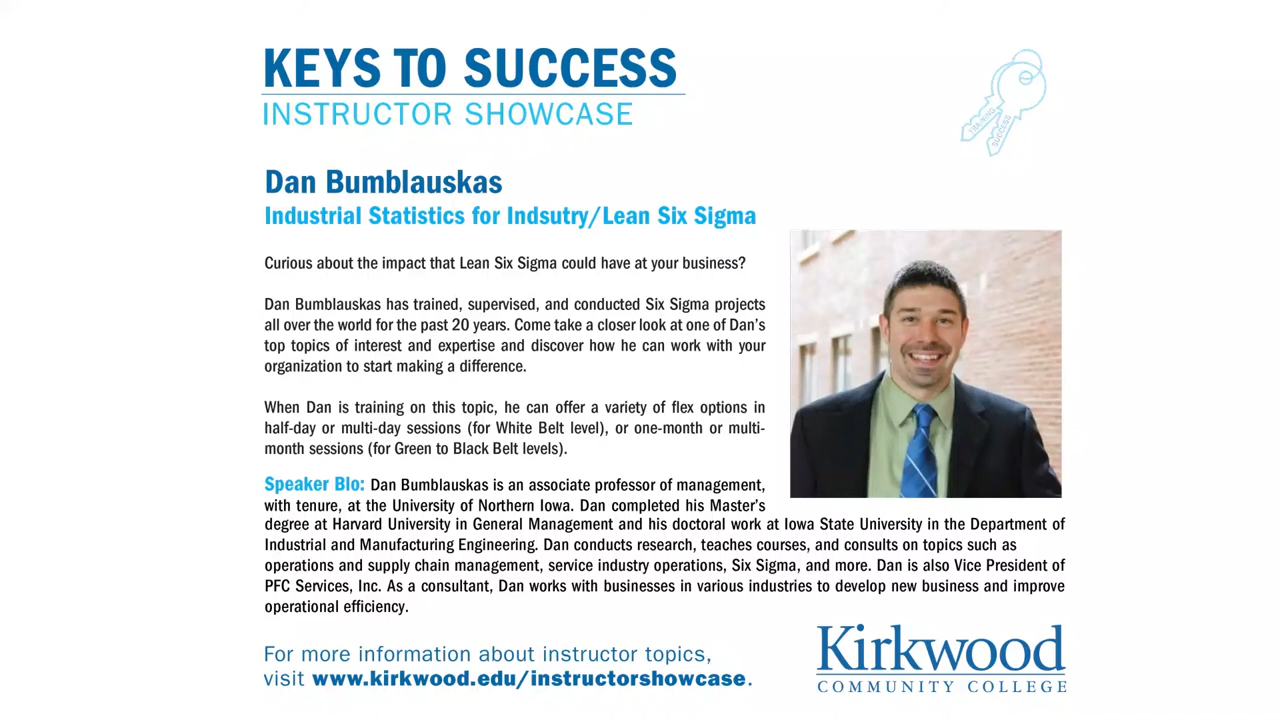 KEYS TO SUCCESS
INSTRUCTOR SHOWCASE
TRAINING
SUCCESS
Dan Bumblauskas
Industrial Statistics for Indsutry/Lean Six Sigma
Curious about the impact that Lean Six Sigma could have at your business?
Dan Bumblauskas has trained, supervised, and conducted Six Sigma projects
all over the world for the past 20 years. Come take a closer look at one of Dan’s
top topics of interest and expertise and discover how he can work with your
organization to start making a difference.
When Dan is training on this topic, he can offer a variety of flex options in
half-day or multi-day sessions (for White Belt level), or one-month or multi-
month sessions (for Green to Black Belt levels).
Speaker BIo: Dan Bumblauskas is an associate professor of management,
with tenure, at the University of Northern Iowa. Dan completed his Master’s
degree at Harvard University in General Management and his doctoral work at Iowa State University in the Department of
Industrial and Manufacturing Engineering. Dan conducts research, teaches courses, and consults on topics such as
operations and supply chain management, service industry operations, Six Sigma, and more. Dan is also Vice President of
PFC Services, Inc. As a consultant, Dan works with businesses in various industries to develop new business and improve
operational efficiency.
For more information about instructor topics,
visit www.kirkwood.edu/instructorshowcase.
Kirkwood
COMMUNITY COLLEGE